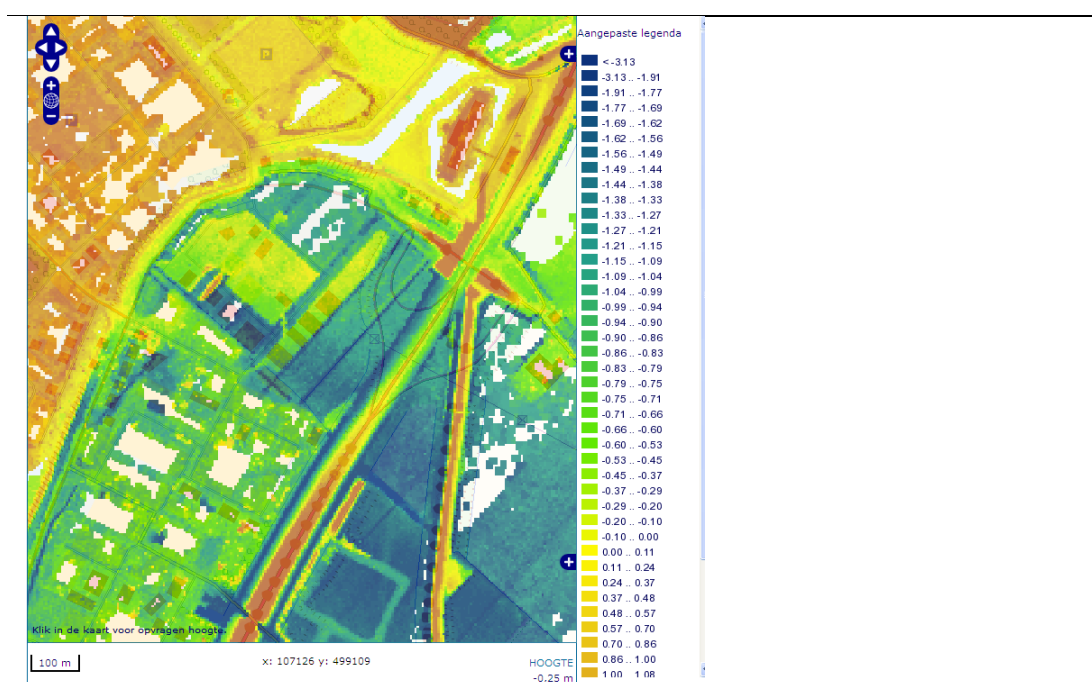 Aangepaste legenda
< -3.13
-3.13 .. -1.91
-1.91 .. -1.77
-1.77 .. -1.69
-1.69 .. -1.62
-1.62 .. -1.56
-1.56 .. -1.49
-1.49 .. -1.44
-1.44 .. -1.38
-1.38 .. -1.33
-1.33 .. -1.27
-1.27 .. -1.21
-1.21 .. -1.15
-1.15 .. -1.09
-1.09 .. -1.04
-1.04 .. -0.99
-0.99 .. -0.94
-0.94 .. -0.90
-0.90 .. -0.86
-0.86 .. -0.83
-0.83 .. -0.79
-0.79 .. -0.75
-0.75 .. -0.71
-0.71 .. -0.66
-0.66 .. -0.60
-0.60 .. -0.53
-0.53 .. -0.45
-0.45 .. -0.37
-0.37 .. -0.29
-0.29 .. -0.20
-0.20 .. -0.10
-0.10 .. 0.00
0.00 .. 0.11
0.11 .. 0.24
0.24 .. 0.37
0.37 .. 0.48
0.48 .. 0.57
0.57 .. 0.70
0.70 .. 0.86
0.86 .. 1.00
1.00 .. 1.08
Klik in de kaart voor opvragen hoogte.
100 m
x: 107126 y: 499109
HOOGTE
-0.25 m